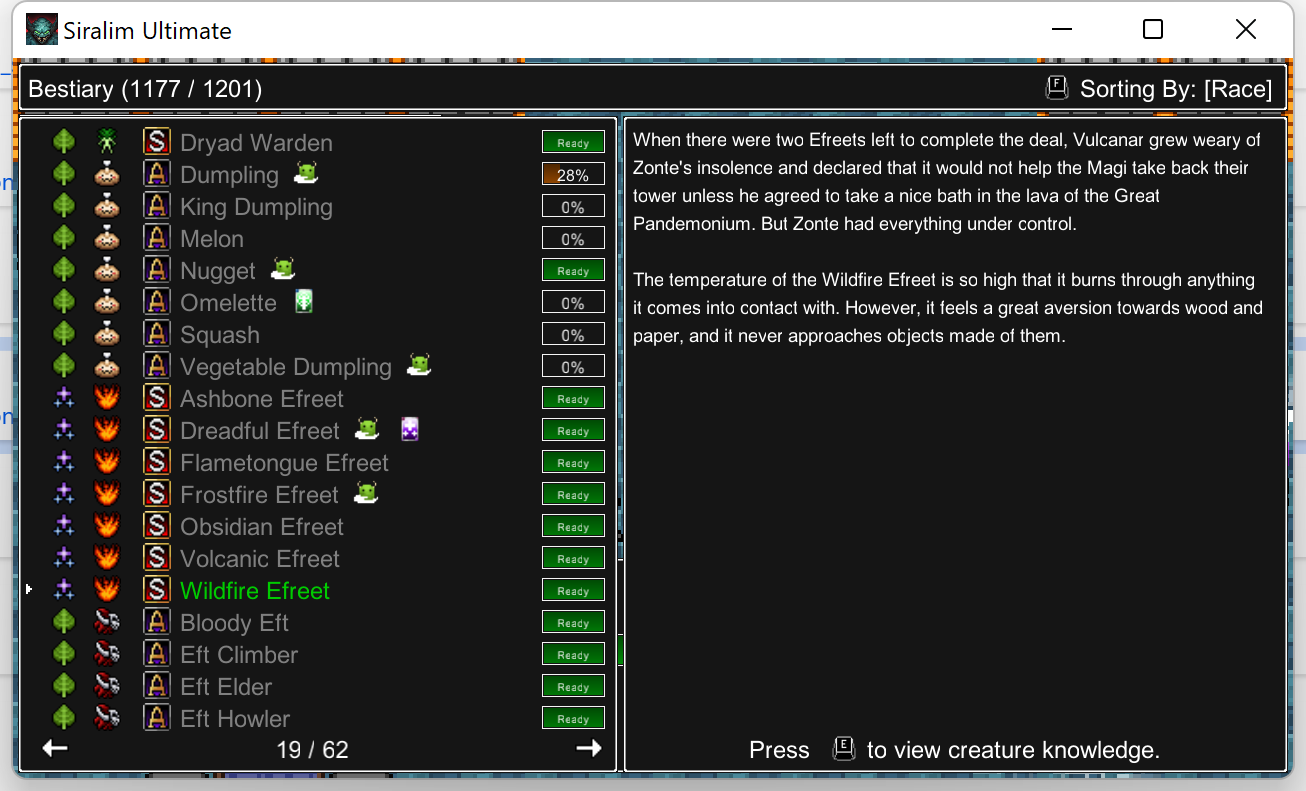 Siralim Ultimate
Bestiary (1177 / 1201)
F Sorting By: [Race]
S Dryad Warden Ready
A Dumpling 28%
A King Dumpling 0%
A Melon 0%
A Nugget Ready
A Omelette 0%
A Squash 0%
A Vegetable Dumpling 0%
S Ashbone Efreet Ready
S Dreadful Efreet Ready
S Flametongue Efreet Ready
S Frostfire Efreet Ready
S Obsidian Efreet Ready
S Volcanic Efreet Ready
S Wildfire Efreet Ready
A Bloody Eft Ready
A Eft Climber Ready
A Eft Elder Ready
A Eft Howler Ready
19 / 62
When there were two Efreets left to complete the deal, Vulcanar grew weary of
Zonte's insolence and declared that it would not help the Magi take back their
tower unless he agreed to take a nice bath in the lava of the Great
Pandemonium. But Zonte had everything under control.
The temperature of the Wildfire Efreet is so high that it burns through anything
it comes into contact with. However, it feels a great aversion towards wood and
paper, and it never approaches objects made of them.
Press E to view creature knowledge.